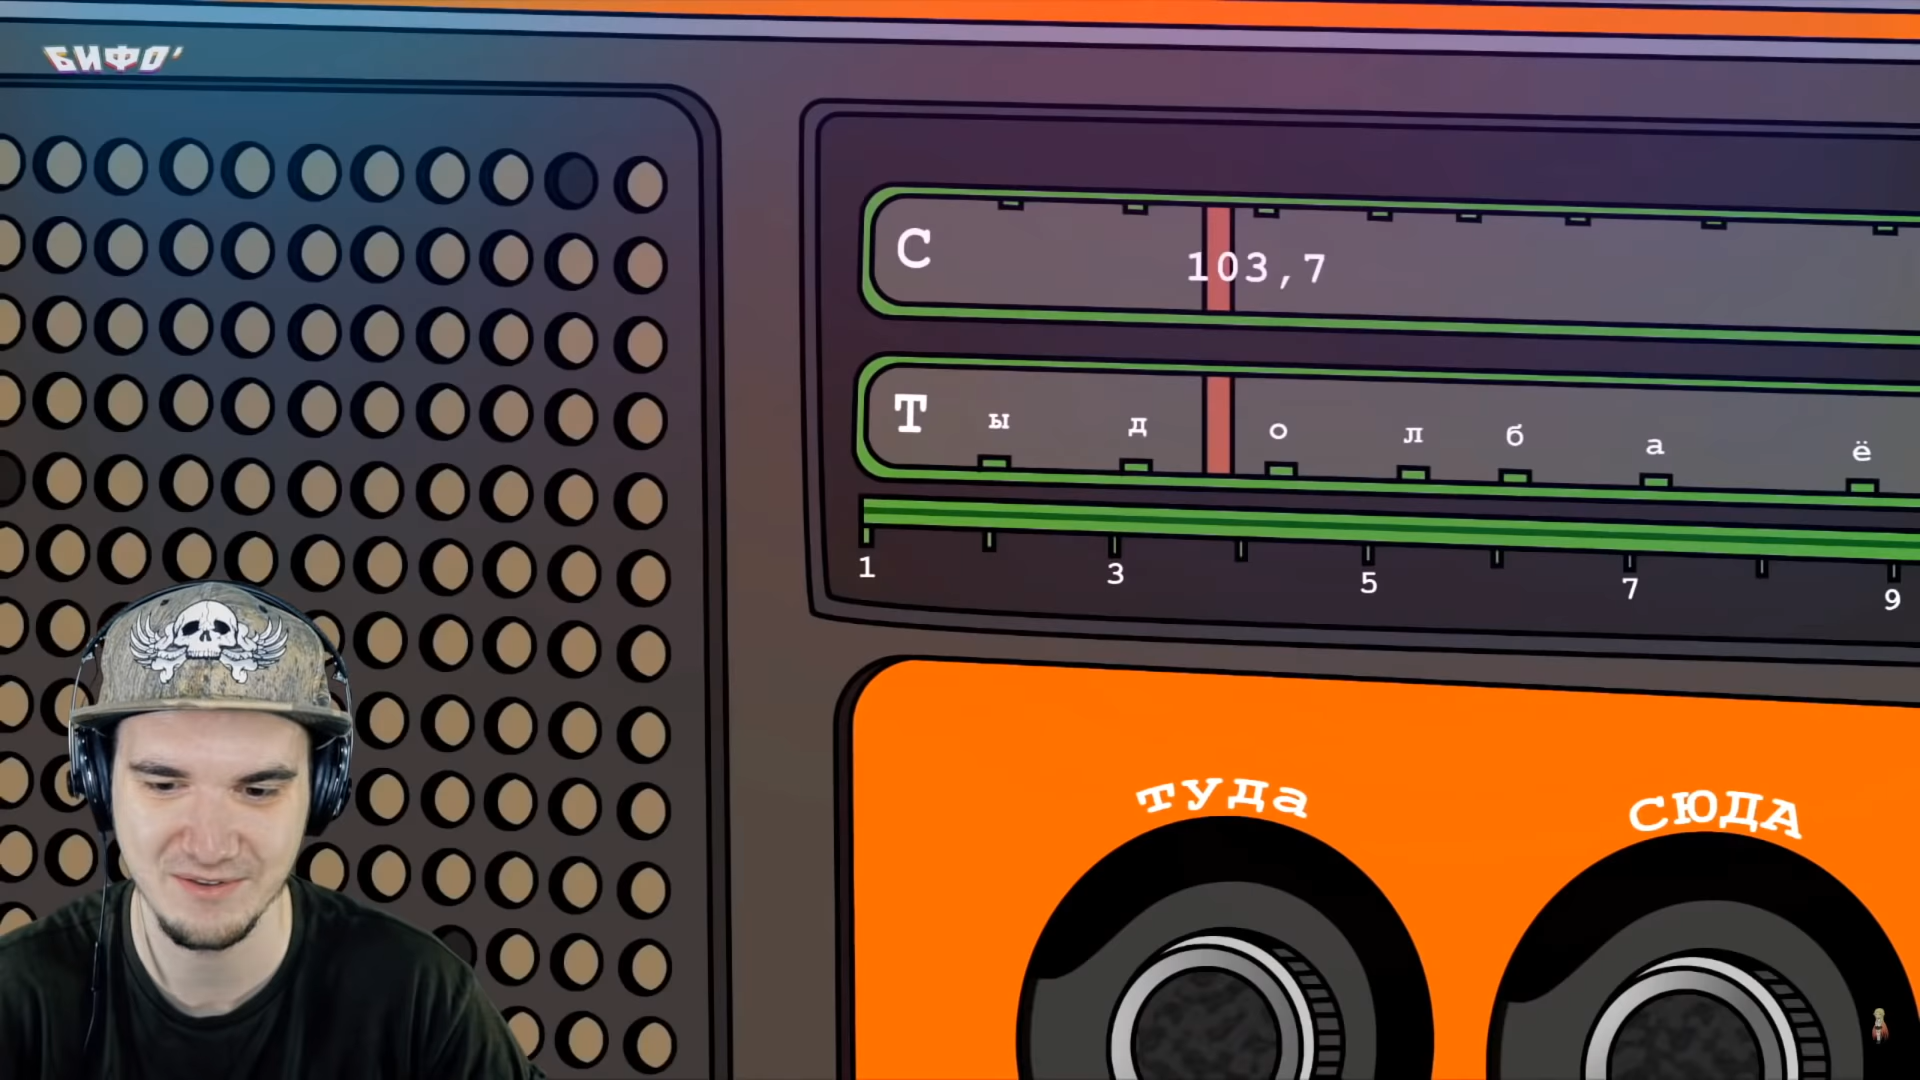 БИФО'
С
103,7
Т ы д о л б а ё
1 3 5 7 9
ТУДА
СЮДА